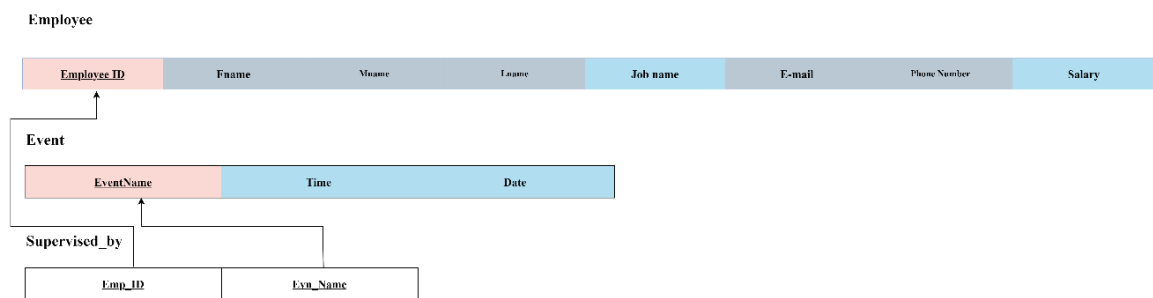 Employee
Employee ID Fname Mname Lname Job name E-mail Phone Number Salary
Event
EventName Time Date
Supervised_by
Emp_ID Evn_Name